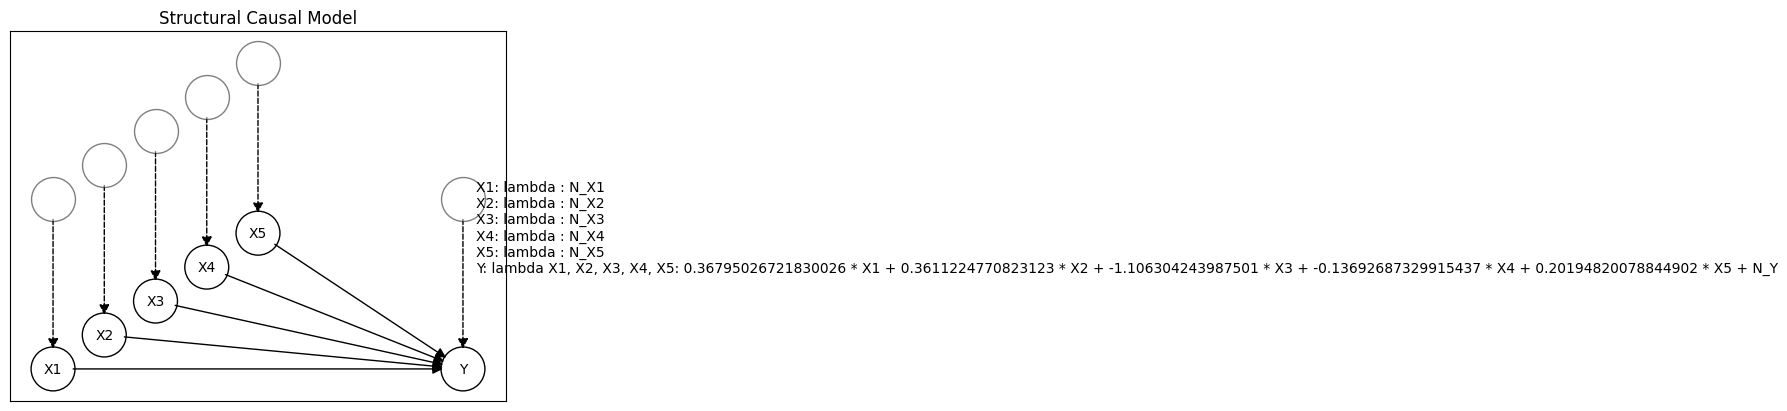 Structural Causal Model
X5
X4
X3
X2
X1
Y
X1: lambda : N_X1
X2: lambda : N_X2
X3: lambda : N_X3
X4: lambda : N_X4
X5: lambda : N_X5
Y: lambda X1, X2, X3, X4, X5: 0.36795026721830026 * X1 + 0.3611224770823123 * X2 + -1.106304243987501 * X3 + -0.13692687329915437 * X4 + 0.20194820078844902 * X5 + N_Y